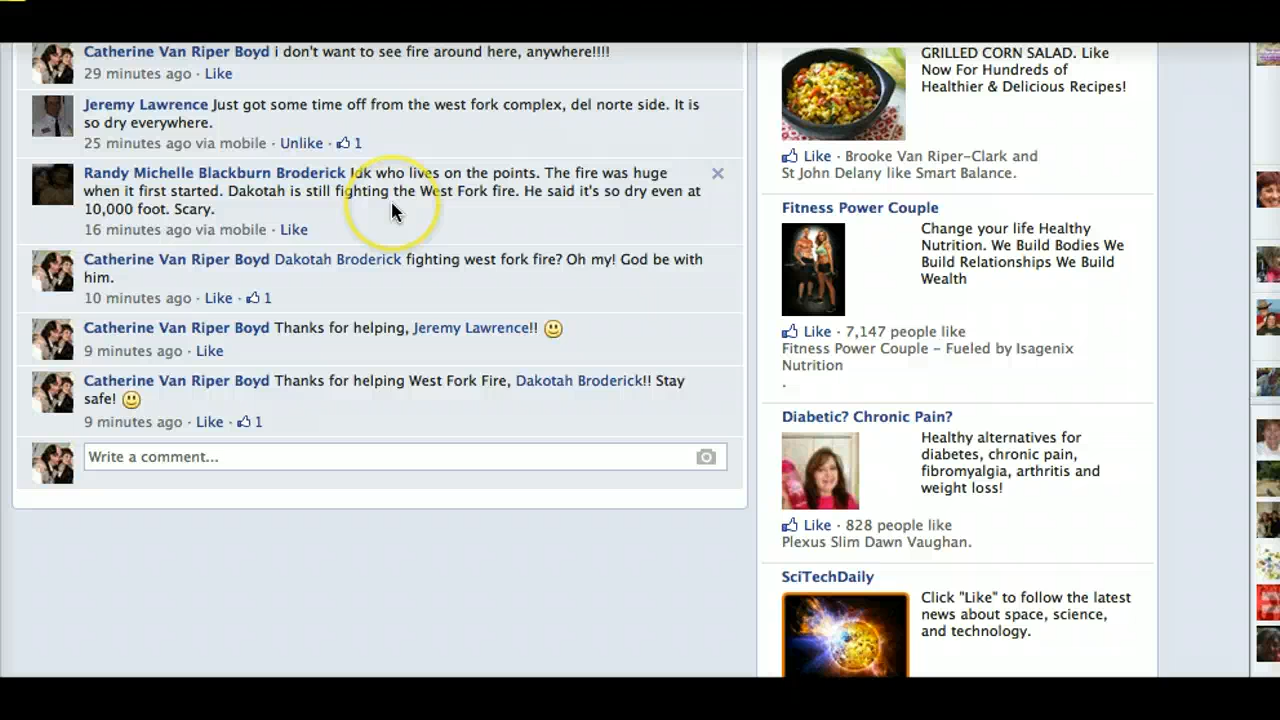 Catherine Van Riper Boyd i don't want to see fire around here, anywhere!!!!
29 minutes ago · Like
Jeremy Lawrence Just got some time off from the west fork complex, del norte side. It is
so dry everywhere.
25 minutes ago via mobile · Unlike · 1
Randy Michelle Blackburn Broderick Idk who lives on the points. The fire was huge
when it first started. Dakotah is still fighting the West Fork fire. He said it's so dry even at
10,000 foot. Scary.
16 minutes ago via mobile · Like
Catherine Van Riper Boyd Dakotah Broderick fighting west fork fire? Oh my! God be with
him.
10 minutes ago · Like · 1
Catherine Van Riper Boyd Thanks for helping, Jeremy Lawrence!!
9 minutes ago · Like
Catherine Van Riper Boyd Thanks for helping West Fork Fire, Dakotah Broderick!! Stay
safe!
9 minutes ago · Like · 1
Write a comment...
GRILLED CORN SALAD. Like
Now For Hundreds of
Healthier & Delicious Recipes!
Like · Brooke Van Riper-Clark and
St John Delany like Smart Balance.
Fitness Power Couple
Change your life Healthy
Nutrition. We Build Bodies We
Build Relationships We Build
Wealth
Like · 7,147 people like
Fitness Power Couple – Fueled by Isagenix
Nutrition
.
Diabetic? Chronic Pain?
Healthy alternatives for
diabetes, chronic pain,
fibromyalgia, arthritis and
weight loss!
Like · 828 people like
Plexus Slim Dawn Vaughan.
SciTechDaily
Click "Like" to follow the latest
news about space, science,
and technology.